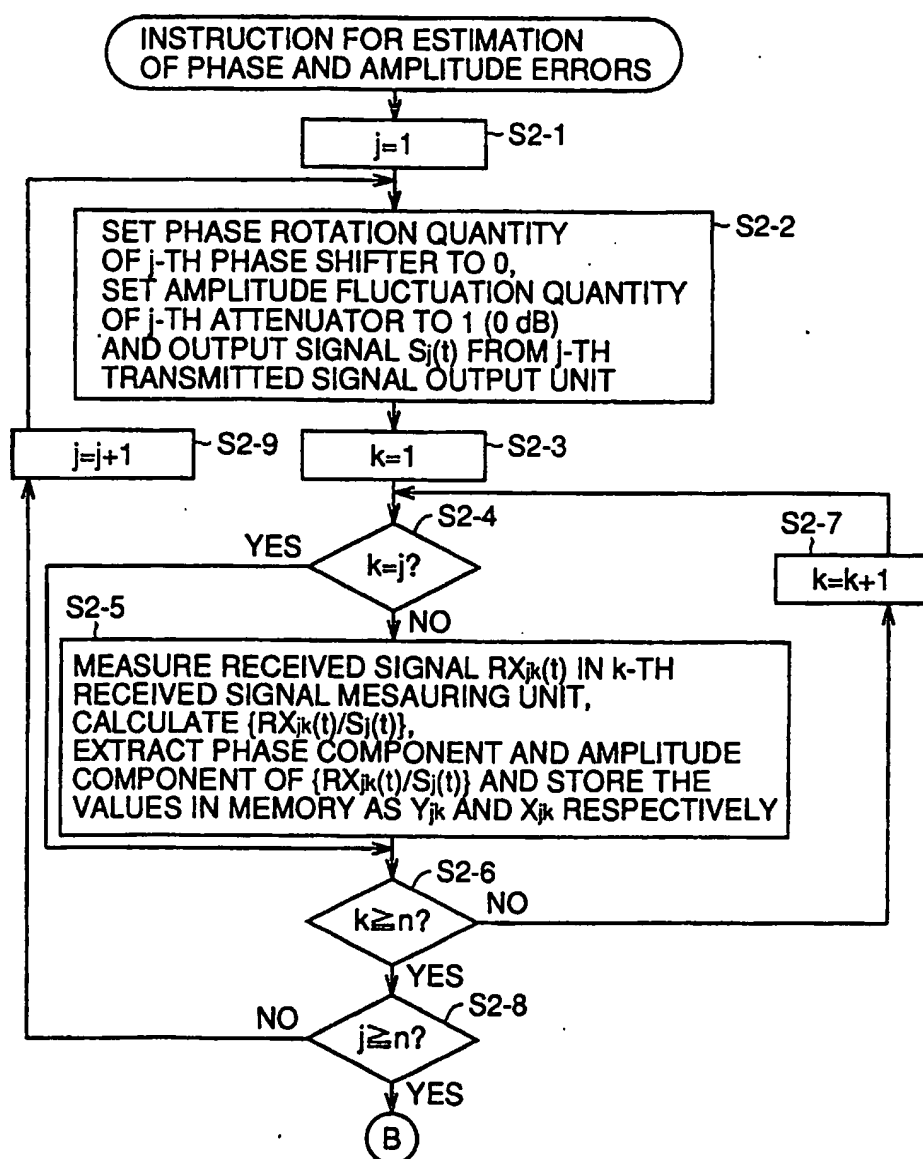 INSTRUCTION FOR ESTIMATION
OF PHASE AND AMPLITUDE ERRORS
j=1
S2-1
SET PHASE ROTATION QUANTITY
OF j-TH PHASE SHIFTER TO 0,
SET AMPLITUDE FLUCTUATION QUANTITY
OF j-TH ATTENUATOR TO 1 (0 dB)
AND OUTPUT SIGNAL Sj(t) FROM j-TH
TRANSMITTED SIGNAL OUTPUT UNIT
S2-2
j=j+1
S2-9
k=1
S2-3
S2-4
YES
k=j?
NO
S2-7
k=k+1
S2-5
MEASURE RECEIVED SIGNAL RXjk(t) IN k-TH
RECEIVED SIGNAL MESAURING UNIT,
CALCULATE {RXjk(t)/Sj(t)},
EXTRACT PHASE COMPONENT AND AMPLITUDE
COMPONENT OF {RXjk(t)/Sj(t)} AND STORE THE
VALUES IN MEMORY AS Yjk AND Xjk RESPECTIVELY
S2-6
k≧n?
NO
YES
S2-8
NO
j≧n?
YES
B